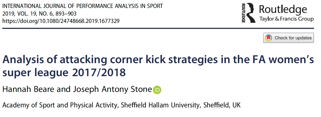 INTERNATIONAL JOURNAL OF PERFORMANCE ANALYSIS IN SPORT
2019, VOL. 19, NO. 6, 893–903
https://doi.org/10.1080/24748668.2019.1677329
Routledge
Taylor & Francis Group
Check for updates
Analysis of attacking corner kick strategies in the FA women's
super league 2017/2018
Hannah Beare and Joseph Antony Stone
Academy of Sport and Physical Activity, Sheffield Hallam University, Sheffield, UK